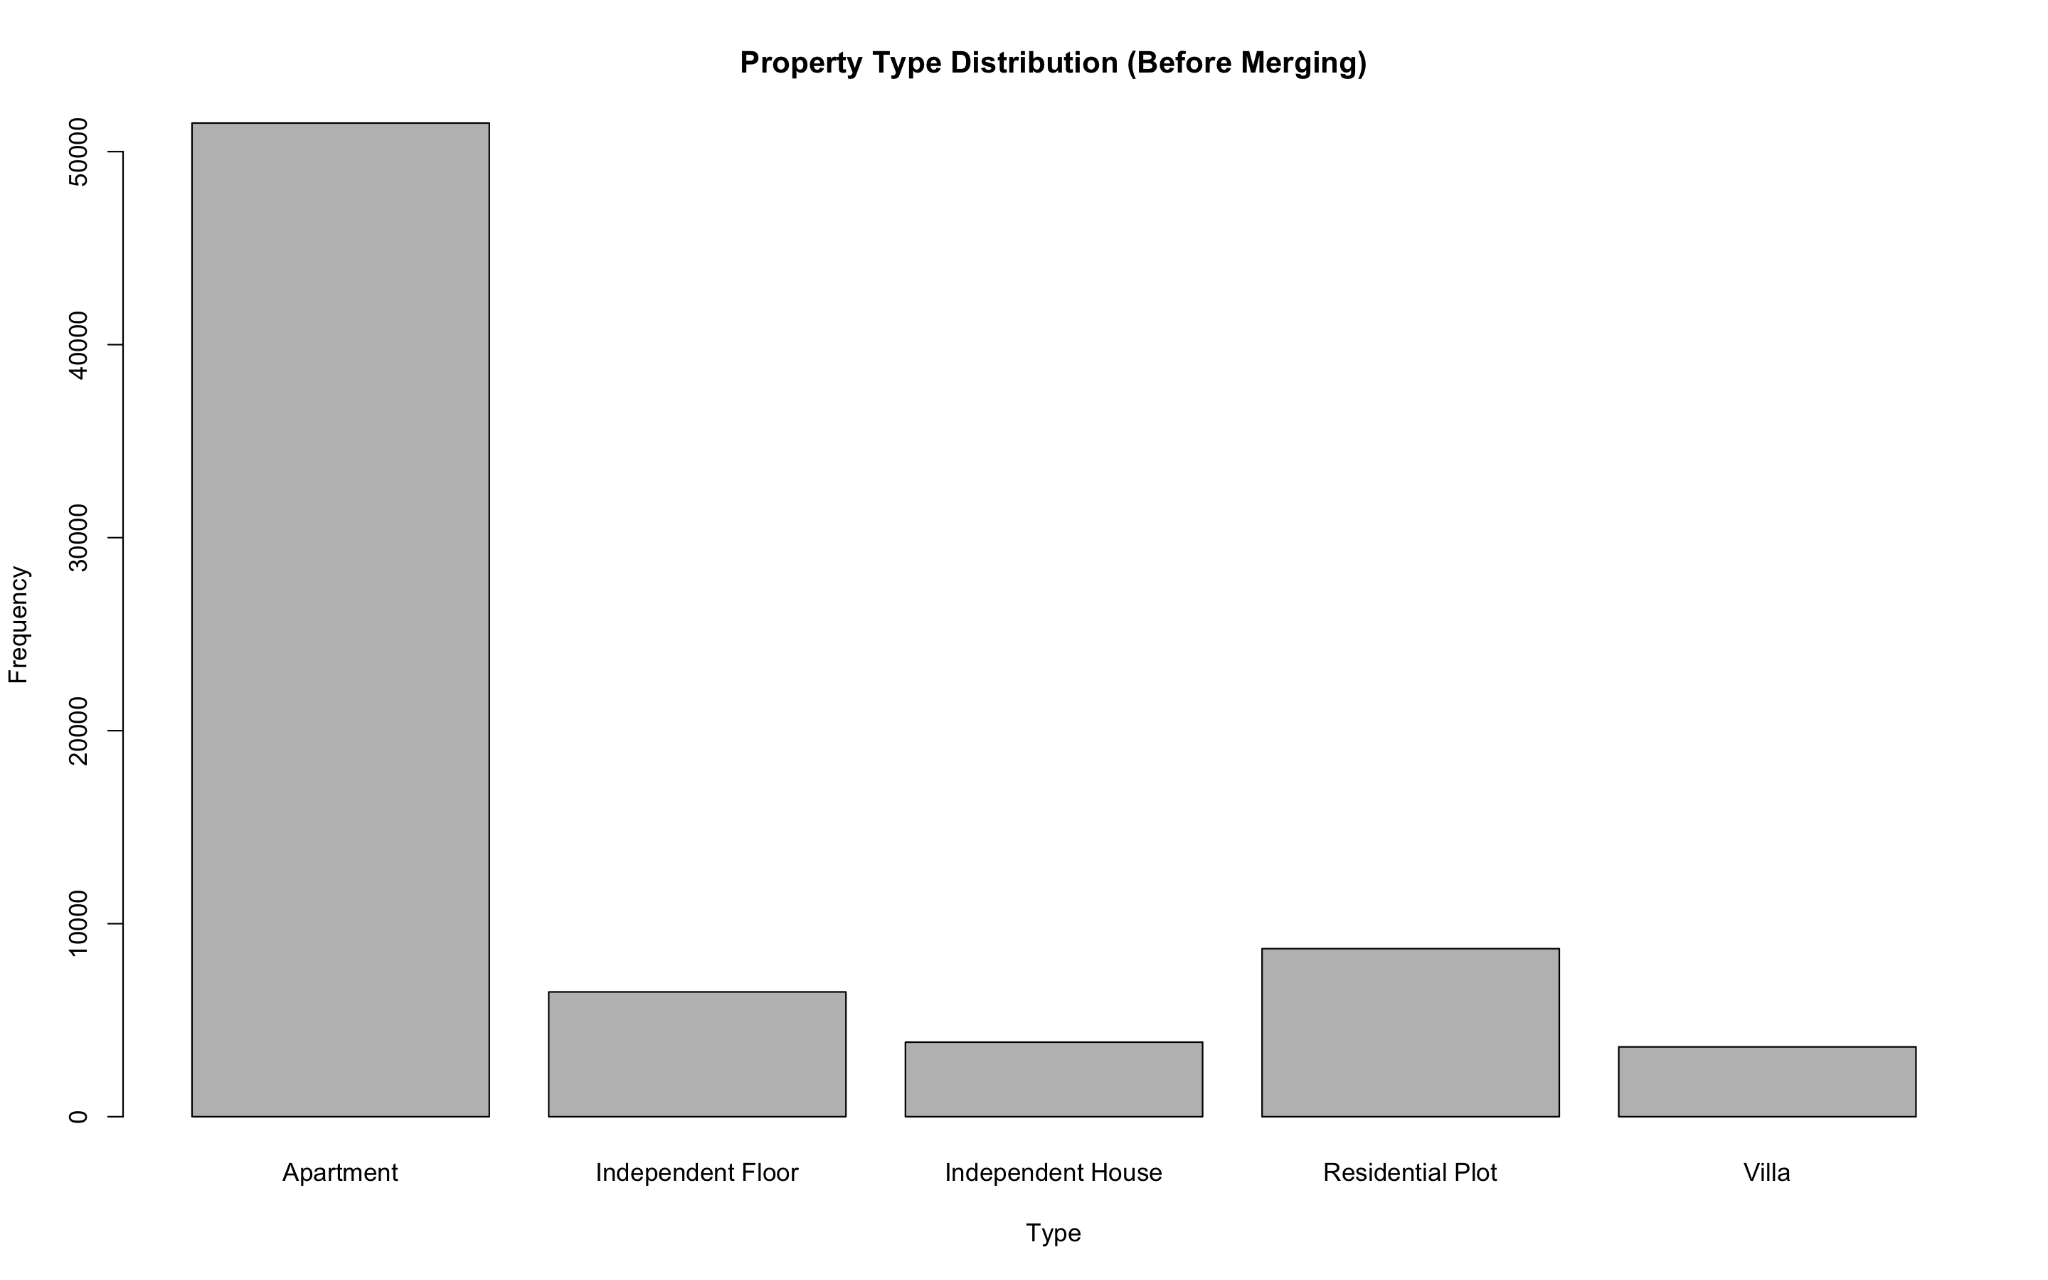 Property Type Distribution (Before Merging)
Frequency
50000
40000
30000
20000
10000
0
Apartment Independent Floor Independent House Residential Plot Villa
Type